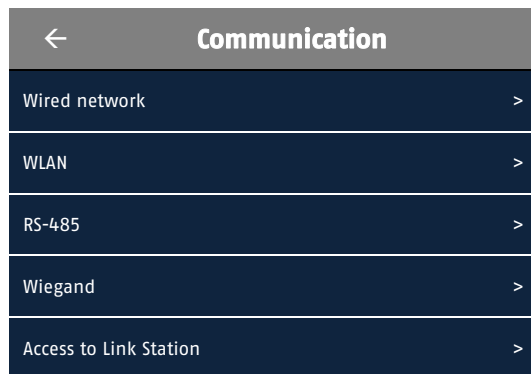 ← Communication
Wired network >
WLAN >
RS-485 >
Wiegand >
Access to Link Station >